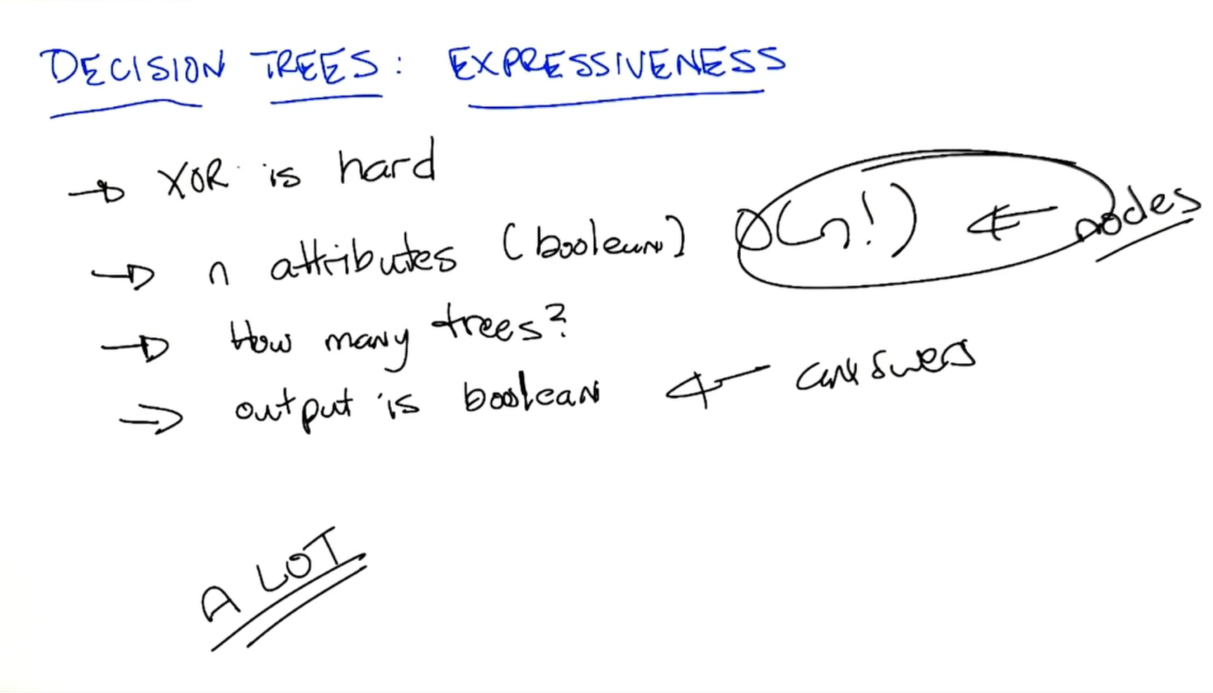 DECISION TREES: EXPRESSIVENESS
→ XOR is hard
→ n attributes (boolean) O(n!) ← nodes
→ How many trees?
→ output is boolean ← answers
A LOT